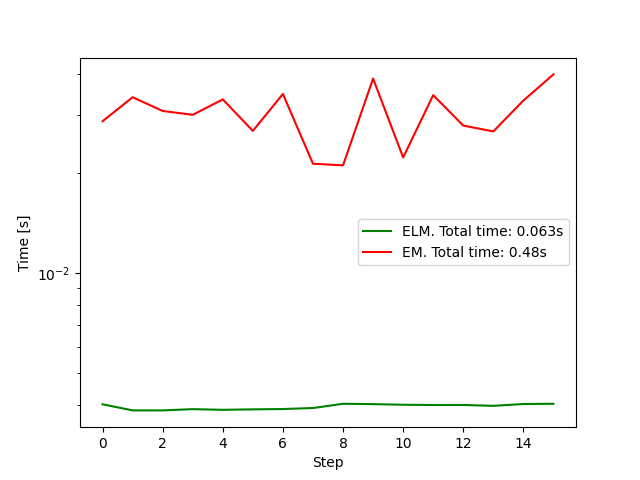 Time [s]
10⁻²
ELM. Total time: 0.063s
EM. Total time: 0.48s
0 2 4 6 8 10 12 14
Step